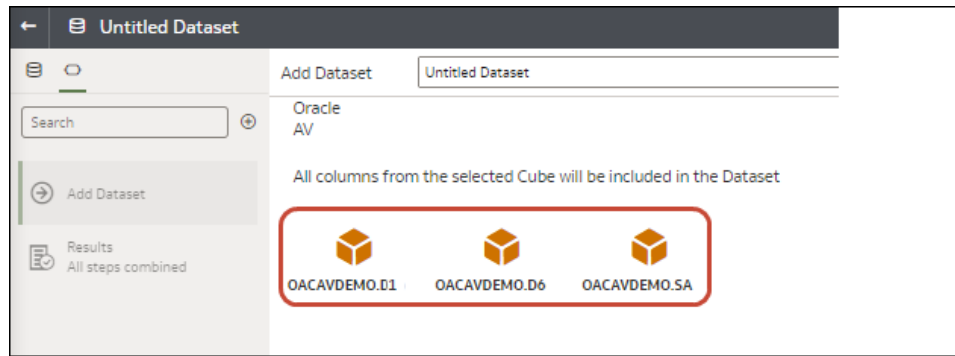 Untitled Dataset
Add Dataset
Untitled Dataset
Search
Oracle
AV
All columns from the selected Cube will be included in the Dataset
Add Dataset
Results
All steps combined
OACAVDEMO.D1
OACAVDEMO.D6
OACAVDEMO.SA